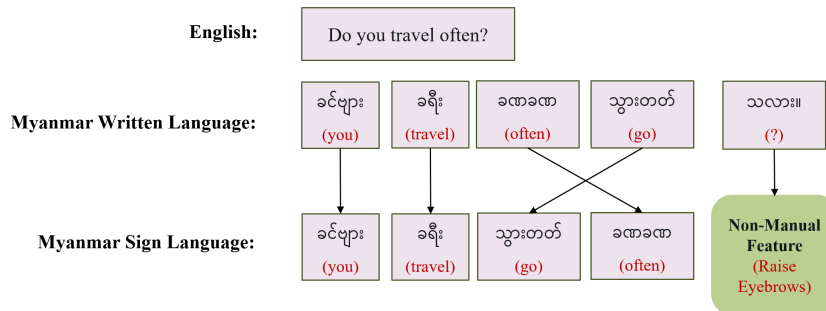 English: Do you travel often?
Myanmar Written Language: ခင်ဗျား ခရီး ခဏခဏ သွားတတ် သလား။
(you) (travel) (often) (go) (?)
Myanmar Sign Language: ခင်ဗျား ခရီး သွားတတ် ခဏခဏ
(you) (travel) (go) (often)
Non-Manual
Feature
(Raise
Eyebrows)